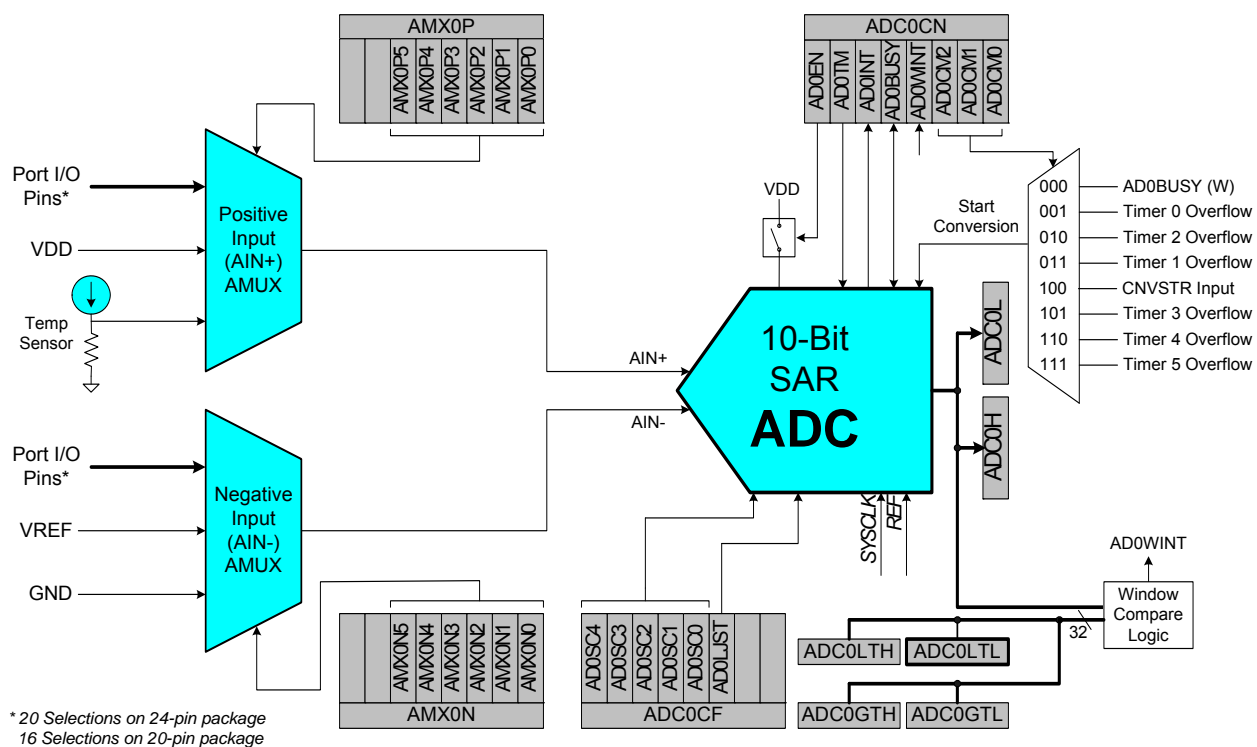 AMX0P
AMX0P5
AMX0P4
AMX0P3
AMX0P2
AMX0P1
AMX0P0
ADC0CN
AD0EN
AD0TM
AD0INT
AD0BUSY
AD0WINT
AD0CM2
AD0CM1
AD0CM0
Port I/O
Pins*
VDD
Temp
Sensor
Positive
Input
(AIN+)
AMUX
VDD
Start
Conversion
000
001
010
011
100
101
110
111
AD0BUSY (W)
Timer 0 Overflow
Timer 2 Overflow
Timer 1 Overflow
CNVSTR Input
Timer 3 Overflow
Timer 4 Overflow
Timer 5 Overflow
AIN+
AIN-
10-Bit
SAR
ADC
ADC0L
ADC0H
Port I/O
Pins*
VREF
GND
Negative
Input
(AIN-)
AMUX
SYSCLK
REF
AD0WINT
Window
Compare
Logic
32
AMX0N5
AMX0N4
AMX0N3
AMX0N2
AMX0N1
AMX0N0
AMX0N
AD0SC4
AD0SC3
AD0SC2
AD0SC1
AD0SC0
AD0LJST
ADC0CF
ADC0LTH
ADC0LTL
ADC0GTH
ADC0GTL
* 20 Selections on 24-pin package
16 Selections on 20-pin package